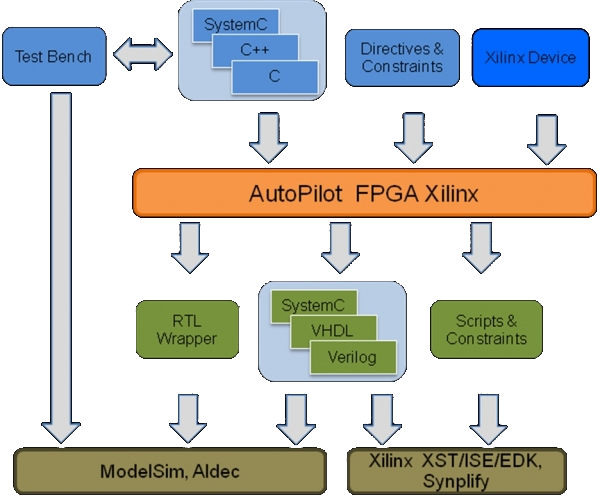 SystemC
C++
C
Test Bench
Directives &
Constraints
Xilinx Device
AutoPilot FPGA Xilinx
RTL
Wrapper
SystemC
VHDL
Verilog
Scripts &
Constraints
ModelSim, Aldec
Xilinx XST/ISE/EDK,
Synplify